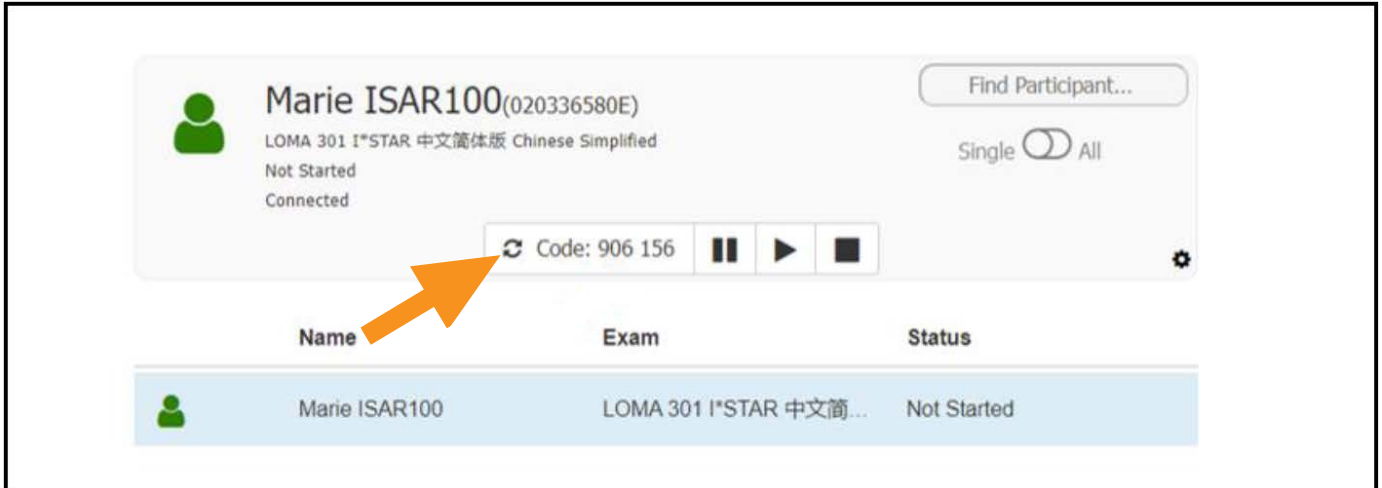 Marie ISAR100(020336580E)
LOMA 301 I*STAR 中文简体版 Chinese Simplified
Not Started
Connected
Find Participant...
Single All
Code: 906 156
Name Exam Status
Marie ISAR100 LOMA 301 I*STAR 中文简... Not Started